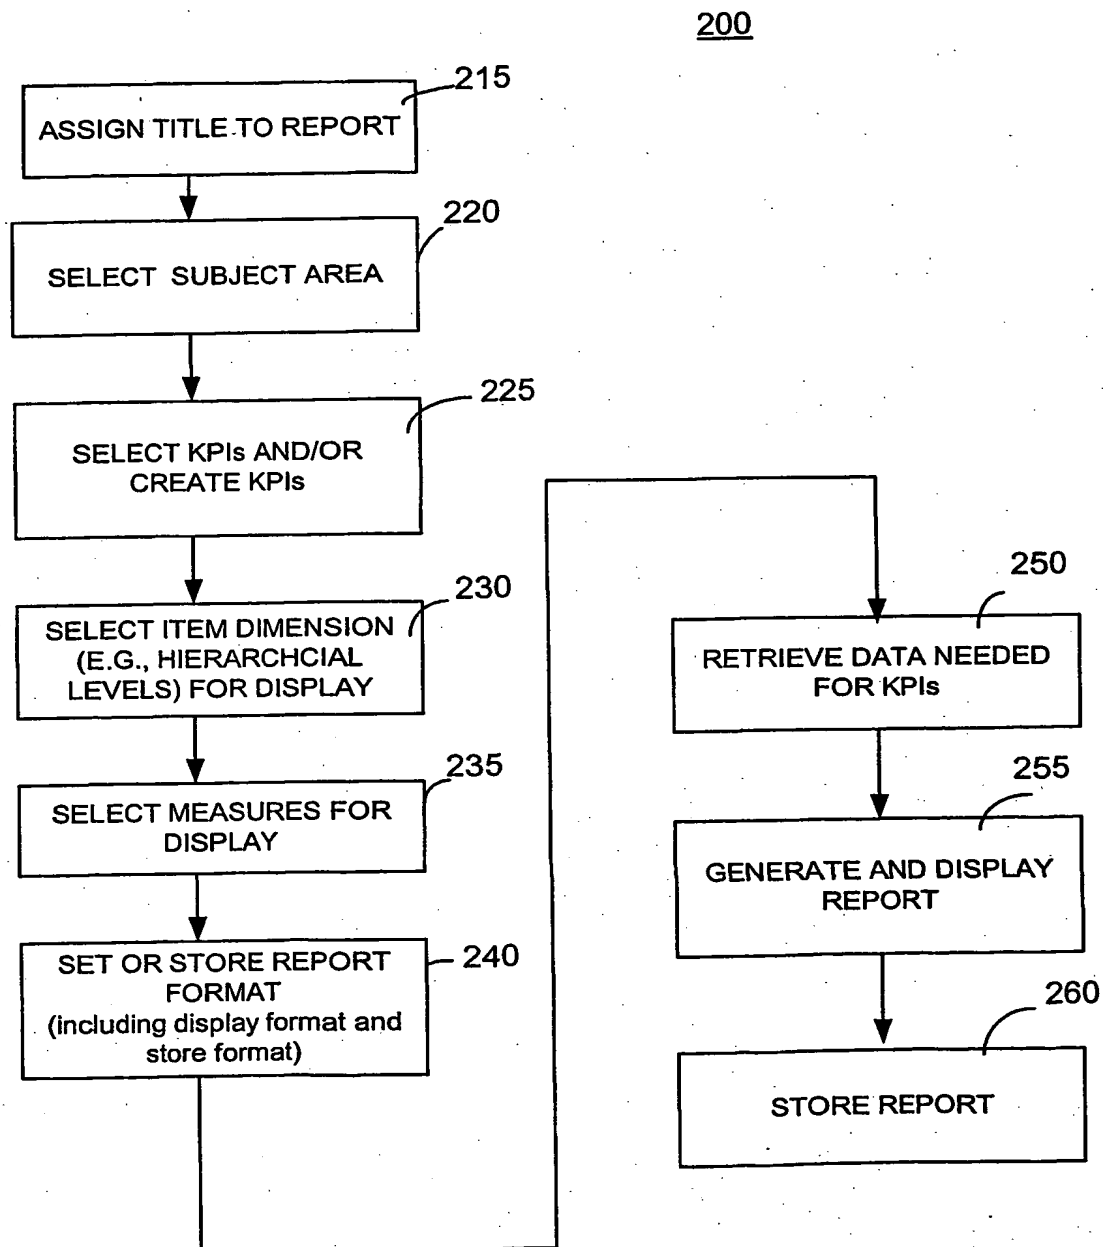 200
215
ASSIGN TITLE TO REPORT
220
SELECT SUBJECT AREA
225
SELECT KPIs AND/OR
CREATE KPIs
230
SELECT ITEM DIMENSION
(E.G., HIERARCHCIAL
LEVELS) FOR DISPLAY
235
SELECT MEASURES FOR
DISPLAY
240
SET OR STORE REPORT
FORMAT
(including display format and
store format)
250
RETRIEVE DATA NEEDED
FOR KPIs
255
GENERATE AND DISPLAY
REPORT
260
STORE REPORT